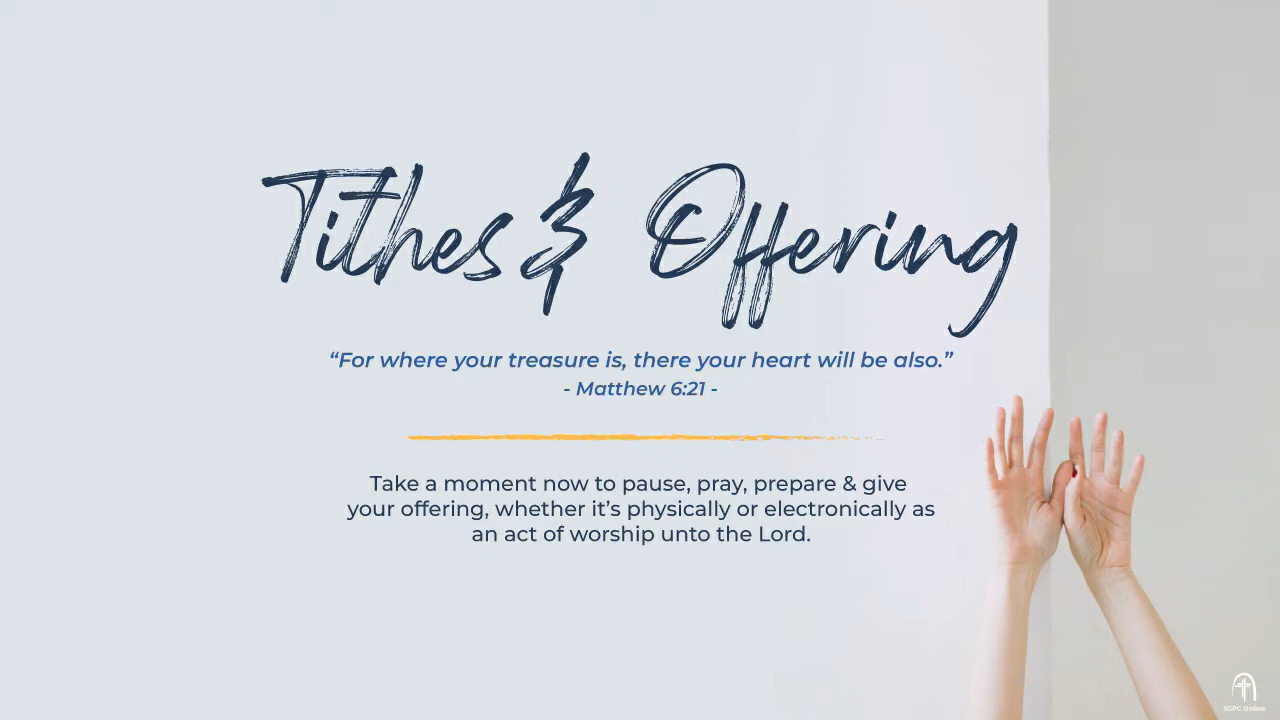 Tithes & Offering
“For where your treasure is, there your heart will be also.”
- Matthew 6:21 -
Take a moment now to pause, pray, prepare & give
your offering, whether it’s physically or electronically as
an act of worship unto the Lord.
SGPC Online